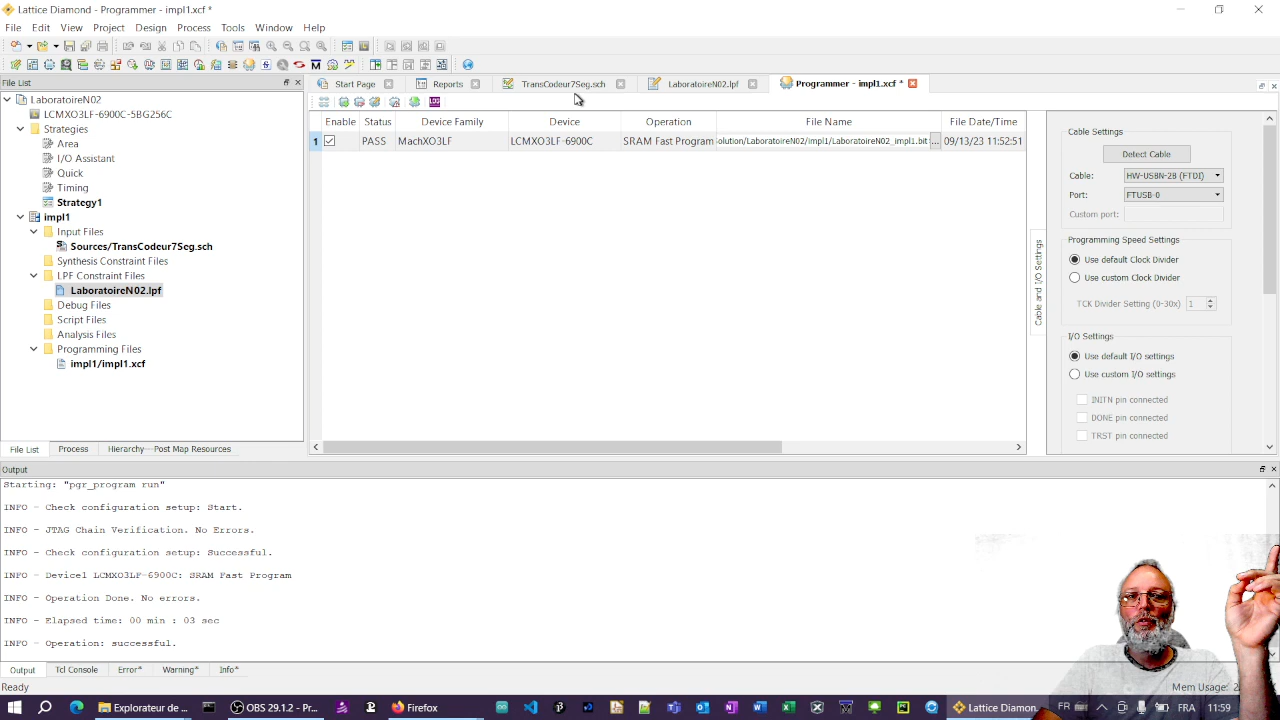 Lattice Diamond - Programmer - impl1.xcf *
File Edit View Project Design Process Tools Window Help
File List
LaboratoireN02
LCMXO3LF-6900C-5BG256C
Strategies
Area
I/O Assistant
Quick
Timing
Strategy1
impl1
Input Files
Sources/TransCodeur7Seg.sch
Synthesis Constraint Files
LPF Constraint Files
LaboratoireN02.lpf
Debug Files
Script Files
Analysis Files
Programming Files
impl1/impl1.xcf
File List Process Hierarchy Post Map Resources
Start Page Reports TransCodeur7Seg.sch LaboratoireN02.lpf Programmer - impl1.xcf *
LOG
Enable Status Device Family Device Operation File Name File Date/Time
1 PASS MachXO3LF LCMXO3LF-6900C SRAM Fast Program olution/LaboratoireN02/impl1/LaboratoireN02_impl1.bit ... 09/13/23 11:52:51
Cable and I/O Settings
Cable Settings
Detect Cable
Cable: HW-USBN-2B (FTDI)
Port: FTUSB-0
Custom port:
Programming Speed Settings
Use default Clock Divider
Use custom Clock Divider
TCK Divider Setting (0-30x) 1
I/O Settings
Use default I/O settings
Use custom I/O settings
INITN pin connected
DONE pin connected
TRST pin connected
Output
Starting: "pgr_program run"
INFO - Check configuration setup: Start.
INFO - JTAG Chain Verification. No Errors.
INFO - Check configuration setup: Successful.
INFO - Device1 LCMXO3LF-6900C: SRAM Fast Program
INFO - Operation Done. No errors.
INFO - Elapsed time: 00 min : 03 sec
INFO - Operation: successful.
Output Tcl Console Error* Warning* Info*
Ready
Mem Usage: 2
Explorateur de ... OBS 29.1.2 - Pr... Firefox Lattice Diamon... FR FRA 11:59